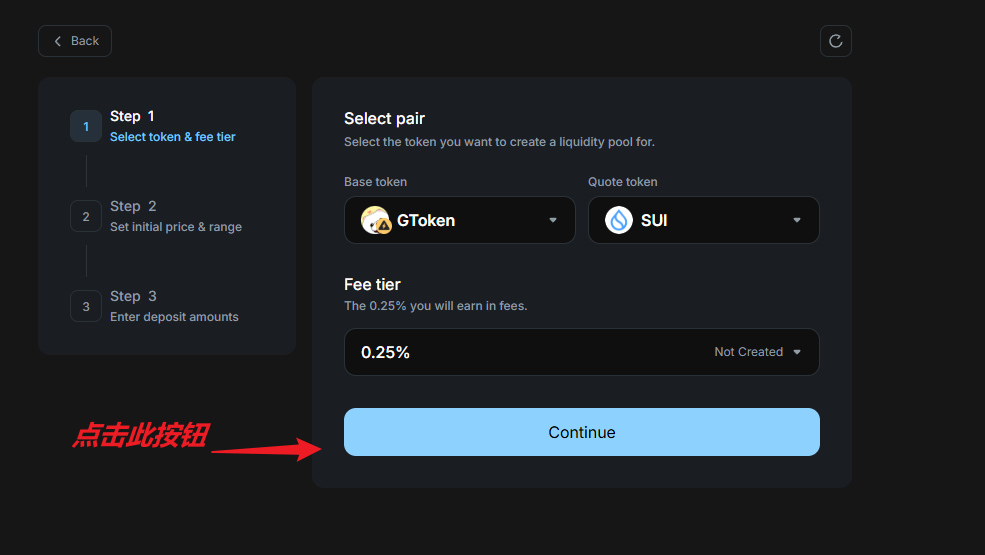 Back
1
Step 1
Select token & fee tier
2
Step 2
Set initial price & range
3
Step 3
Enter deposit amounts
Select pair
Select the token you want to create a liquidity pool for.
Base token
Quote token
GToken
SUI
Fee tier
The 0.25% you will earn in fees.
0.25%
Not Created
点击此按钮
Continue